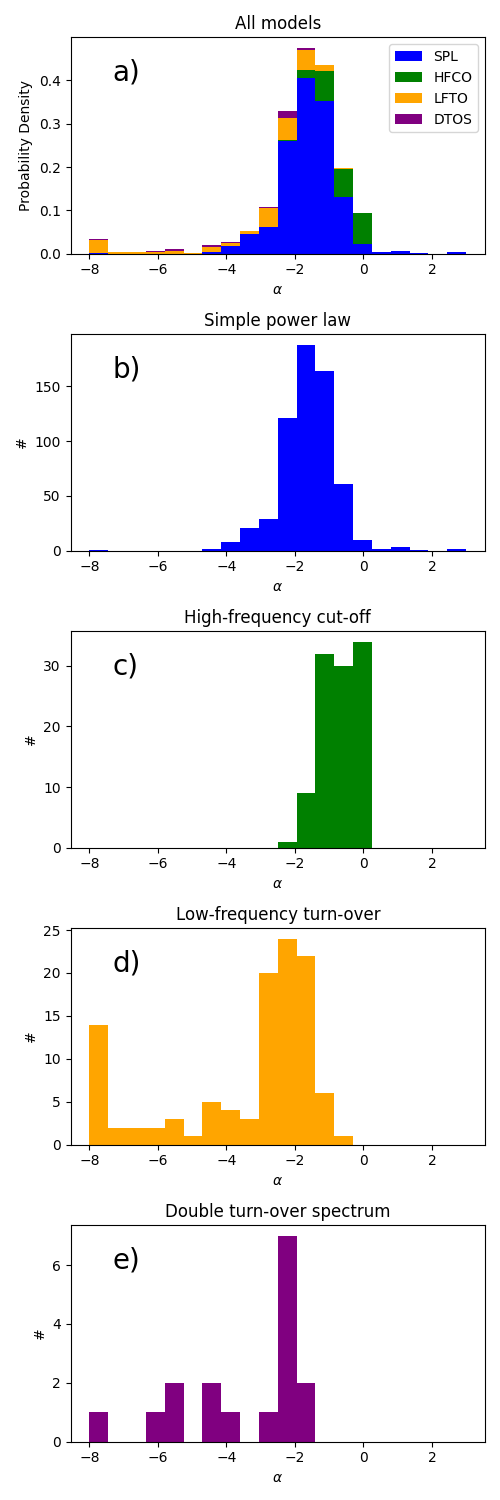 All models
a)
SPL
HFCO
LFTO
DTOS
Probability Density
0.4
0.3
0.2
0.1
0.0
−8 −6 −4 −2 0 2
α
Simple power law
b)
#
150
100
50
0
−8 −6 −4 −2 0 2
α
High-frequency cut-off
c)
#
30
20
10
0
−8 −6 −4 −2 0 2
α
Low-frequency turn-over
d)
#
25
20
15
10
5
0
−8 −6 −4 −2 0 2
α
Double turn-over spectrum
e)
#
6
4
2
0
−8 −6 −4 −2 0 2
α